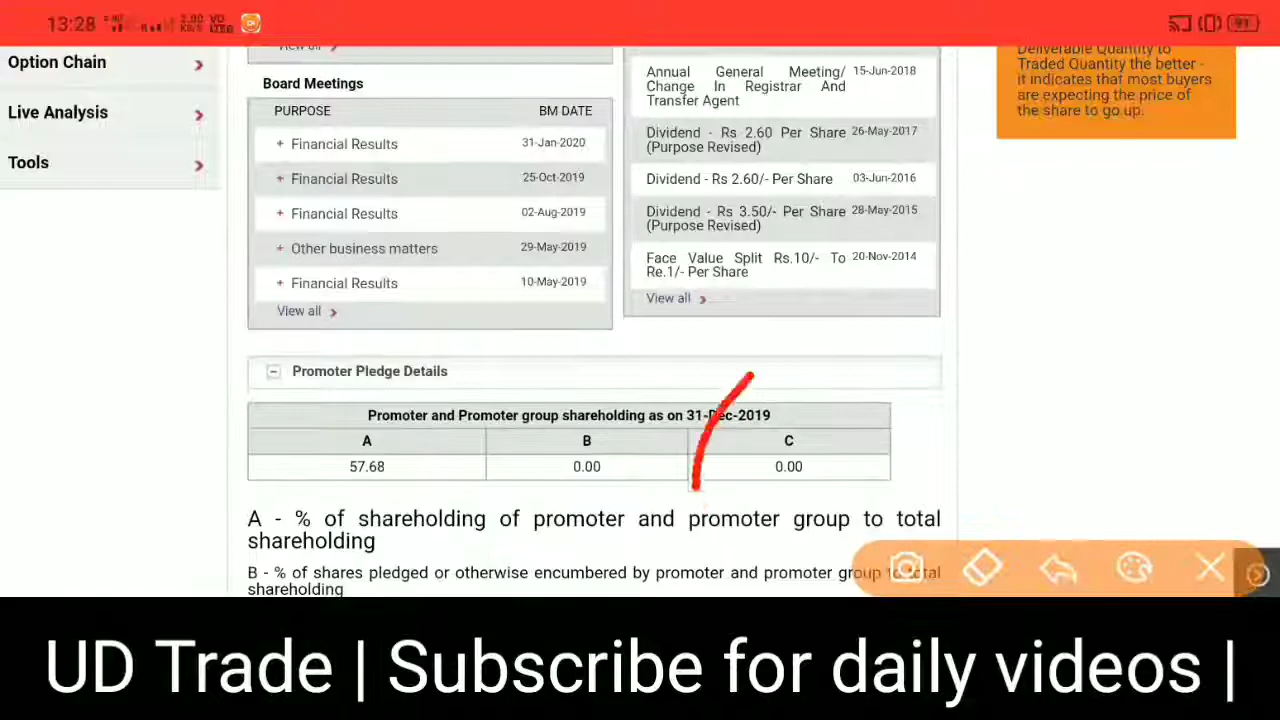 13:28
2.00
KB/S
VO
LTE
91
Option Chain
Live Analysis
Tools
View all
Board Meetings
PURPOSE BM DATE
+ Financial Results 31-Jan-2020
+ Financial Results 25-Oct-2019
+ Financial Results 02-Aug-2019
+ Other business matters 29-May-2019
+ Financial Results 10-May-2019
View all
Annual General Meeting/ 15-Jun-2018
Change In Registrar And
Transfer Agent
Dividend - Rs 2.60 Per Share 26-May-2017
(Purpose Revised)
Dividend - Rs 2.60/- Per Share 03-Jun-2016
Dividend - Rs 3.50/- Per Share 28-May-2015
(Purpose Revised)
Face Value Split Rs.10/- To 20-Nov-2014
Re.1/- Per Share
View all
Deliverable Quantity to
Traded Quantity the better -
it indicates that most buyers
are expecting the price of
the share to go up.
Promoter Pledge Details
Promoter and Promoter group shareholding as on 31-Dec-2019
A B C
57.68 0.00 0.00
A - % of shareholding of promoter and promoter group to total
shareholding
B - % of shares pledged or otherwise encumbered by promoter and promoter group to total
shareholding
UD Trade | Subscribe for daily videos |